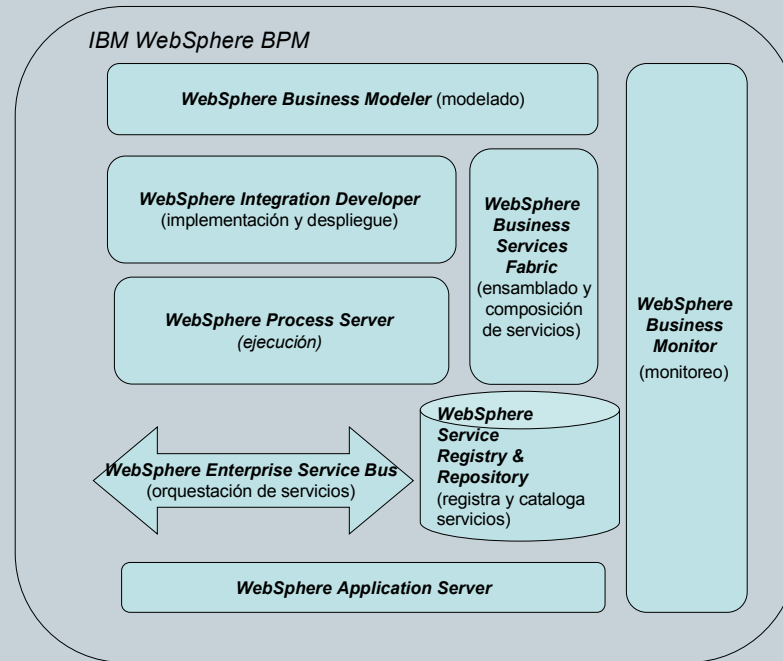 IBM WebSphere BPM
WebSphere Business Modeler (modelado)
WebSphere Integration Developer
(implementación y despliegue)
WebSphere
Business
Services
Fabric
(ensamblado y
composición
de servicios)
WebSphere Process Server
(ejecución)
WebSphere
Business
Monitor
(monitoreo)
WebSphere Enterprise Service Bus
(orquestación de servicios)
WebSphere
Service
Registry &
Repository
(registra y cataloga
servicios)
WebSphere Application Server